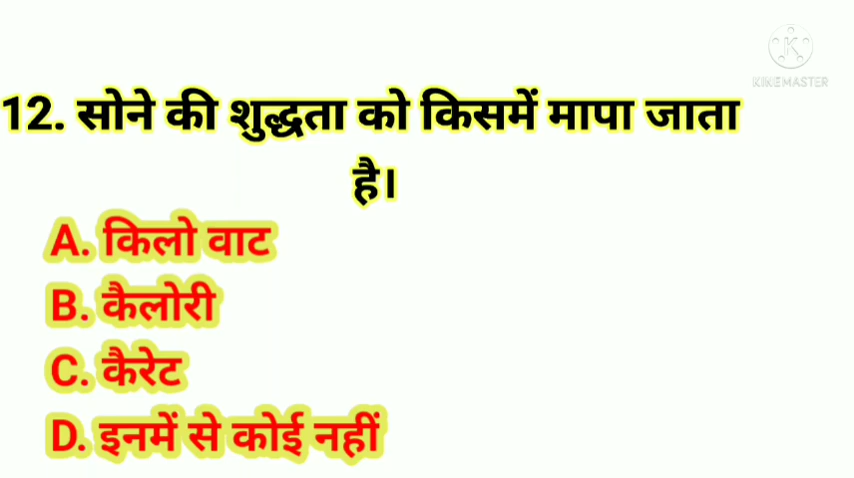 KINEMASTER
12. सोने की शुद्धता को किसमें मापा जाता
है।
A. किलो वाट
B. कैलोरी
C. कैरेट
D. इनमें से कोई नहीं